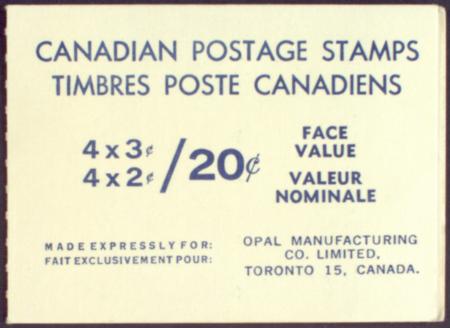 CANADIAN POSTAGE STAMPS
TIMBRES POSTE CANADIENS
4 x 3¢
4 x 2¢
/20¢
FACE
VALUE
VALEUR
NOMINALE
MADE EXPRESSLY FOR:
FAIT EXCLUSIVEMENT POUR:
OPAL MANUFACTURING
CO. LIMITED,
TORONTO 15, CANADA.